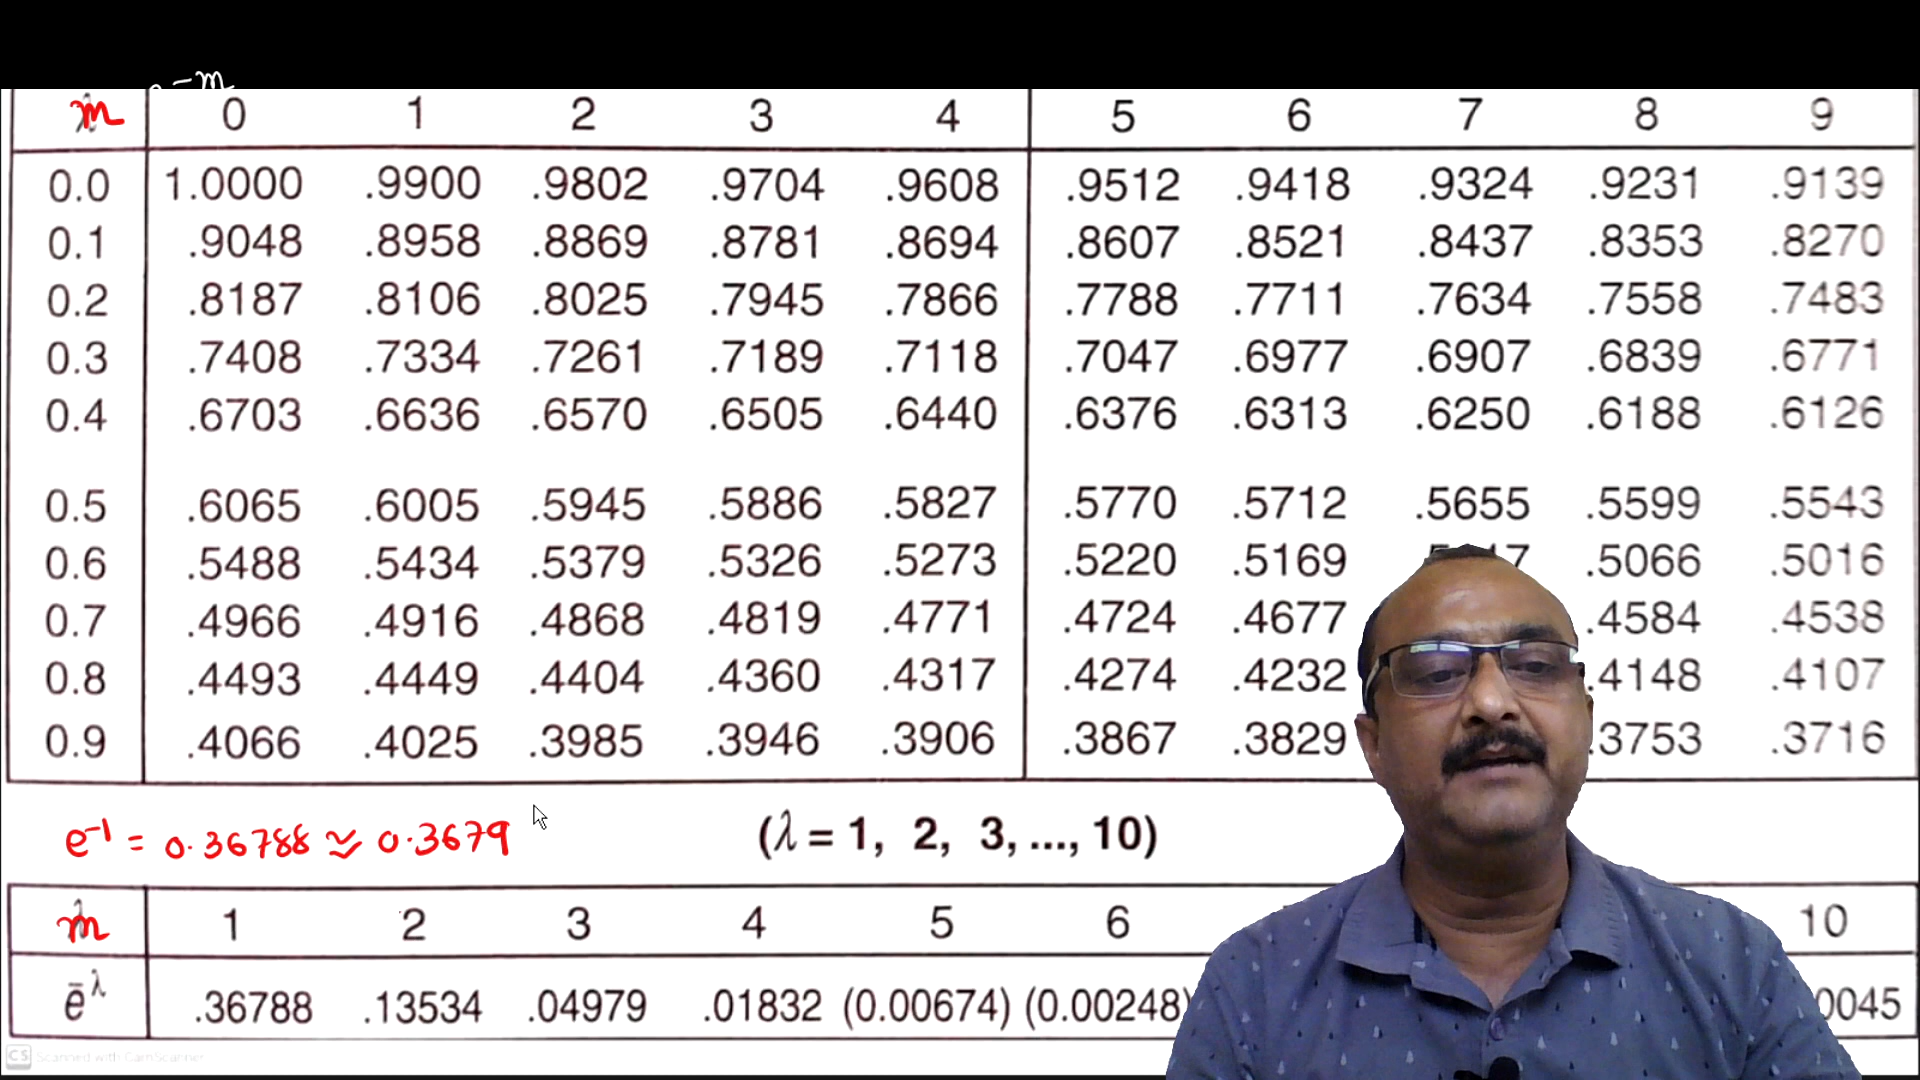 e^-m
m 0 1 2 3 4 5 6 7 8 9
0.0 1.0000 .9900 .9802 .9704 .9608 .9512 .9418 .9324 .9231 .9139
0.1 .9048 .8958 .8869 .8781 .8694 .8607 .8521 .8437 .8353 .8270
0.2 .8187 .8106 .8025 .7945 .7866 .7788 .7711 .7634 .7558 .7483
0.3 .7408 .7334 .7261 .7189 .7118 .7047 .6977 .6907 .6839 .6771
0.4 .6703 .6636 .6570 .6505 .6440 .6376 .6313 .6250 .6188 .6126
0.5 .6065 .6005 .5945 .5886 .5827 .5770 .5712 .5655 .5599 .5543
0.6 .5488 .5434 .5379 .5326 .5273 .5220 .5169 .5066 .5016
0.7 .4966 .4916 .4868 .4819 .4771 .4724 .4677 .4584 .4538
0.8 .4493 .4449 .4404 .4360 .4317 .4274 .4232 .4148 .4107
0.9 .4066 .4025 .3985 .3946 .3906 .3867 .3829 .3753 .3716
e^-1 = 0.36788 ≈ 0.3679
(λ = 1, 2, 3, ..., 10)
m 1 2 3 4 5 6 10
ē^λ .36788 .13534 .04979 .01832 (0.00674) (0.00248) 0045
CS Scanned with CamScanner